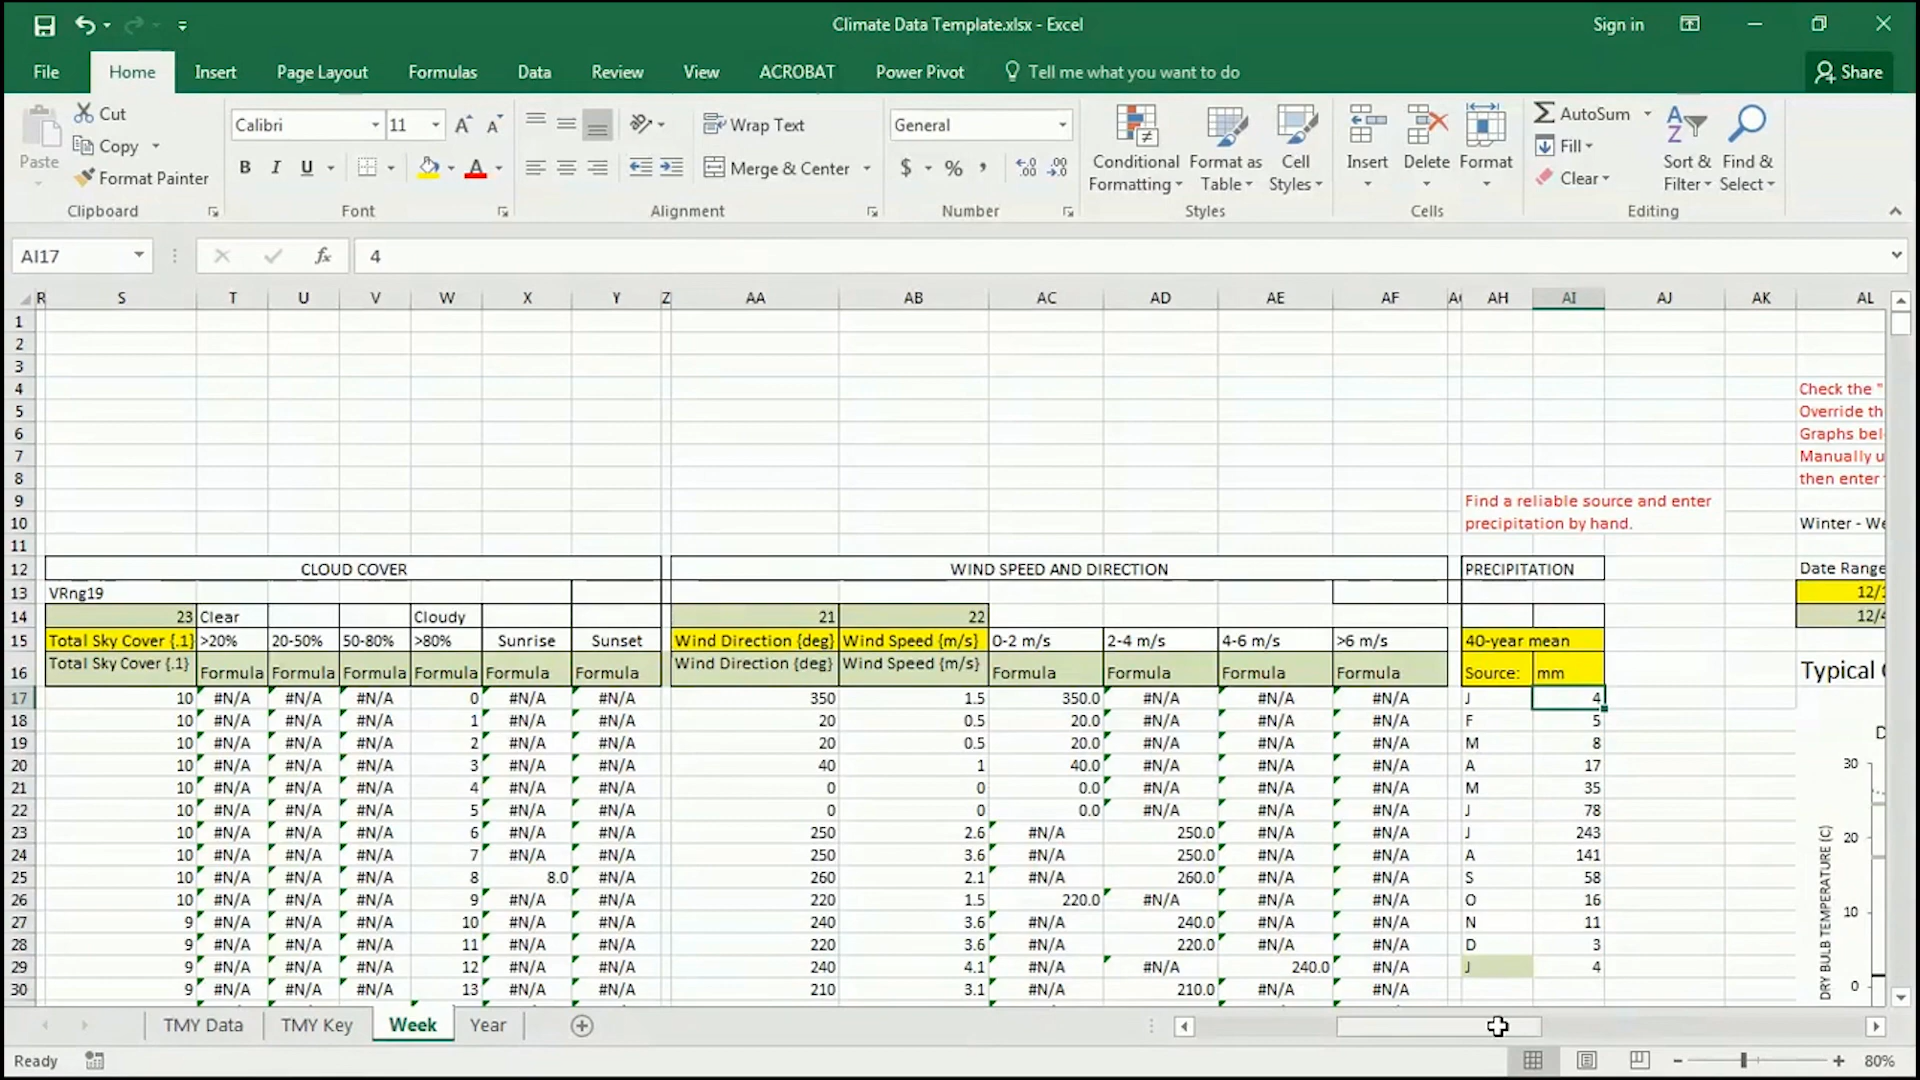 Climate Data Template.xlsx - Excel
Sign in
File Home Insert Page Layout Formulas Data Review View ACROBAT Power Pivot Tell me what you want to do Share
Paste
Cut
Copy
Format Painter
Clipboard
Calibri 11
B I U
Font
Wrap Text
Merge & Center
Alignment
General
$ % ,
Number
Conditional Formatting
Format as Table
Cell Styles
Styles
Insert Delete Format
Cells
AutoSum
Fill
Clear
Sort & Filter
Find & Select
Editing
AI17 fx 4
R S T U V W X Y Z AA AB AC AD AE AF AG AH AI AJ AK AL
1
2
3
4 Check the "
5 Override th
6 Graphs bel
7 Manually u
8 then enter
9 Find a reliable source and enter
10 precipitation by hand. Winter - We
11
12 CLOUD COVER WIND SPEED AND DIRECTION PRECIPITATION Date Range
13 VRng19 12/
14 23 Clear Cloudy 21 22 12/4
15 Total Sky Cover {.1} >20% 20-50% 50-80% >80% Sunrise Sunset Wind Direction {deg} Wind Speed {m/s} 0-2 m/s 2-4 m/s 4-6 m/s >6 m/s 40-year mean
16 Total Sky Cover {.1} Formula Formula Formula Formula Formula Formula Wind Direction {deg} Wind Speed {m/s} Formula Formula Formula Formula Source: mm Typical
17 10 #N/A #N/A #N/A 0 #N/A #N/A 350 1.5 350.0 #N/A #N/A #N/A J 4
18 10 #N/A #N/A #N/A 1 #N/A #N/A 20 0.5 20.0 #N/A #N/A #N/A F 5
19 10 #N/A #N/A #N/A 2 #N/A #N/A 20 0.5 20.0 #N/A #N/A #N/A M 8
20 10 #N/A #N/A #N/A 3 #N/A #N/A 40 1 40.0 #N/A #N/A #N/A A 17
21 10 #N/A #N/A #N/A 4 #N/A #N/A 0 0 0.0 #N/A #N/A #N/A M 35
22 10 #N/A #N/A #N/A 5 #N/A #N/A 0 0 0.0 #N/A #N/A #N/A J 78
23 10 #N/A #N/A #N/A 6 #N/A #N/A 250 2.6 #N/A 250.0 #N/A #N/A J 243
24 10 #N/A #N/A #N/A 7 #N/A #N/A 250 3.6 #N/A 250.0 #N/A #N/A A 141
25 10 #N/A #N/A #N/A 8 8.0 #N/A 260 2.1 #N/A 260.0 #N/A #N/A S 58
26 10 #N/A #N/A #N/A 9 #N/A #N/A 220 1.5 220.0 #N/A #N/A #N/A O 16
27 9 #N/A #N/A #N/A 10 #N/A #N/A 240 3.6 #N/A 240.0 #N/A #N/A N 11
28 9 #N/A #N/A #N/A 11 #N/A #N/A 220 3.6 #N/A 220.0 #N/A #N/A D 3
29 9 #N/A #N/A #N/A 12 #N/A #N/A 240 4.1 #N/A #N/A 240.0 #N/A J 4
30 9 #N/A #N/A #N/A 13 #N/A #N/A 210 3.1 #N/A 210.0 #N/A #N/A
D
30
20
10
0
DRY BULB TEMPERATURE (C)
TMY Data TMY Key Week Year
Ready 80%